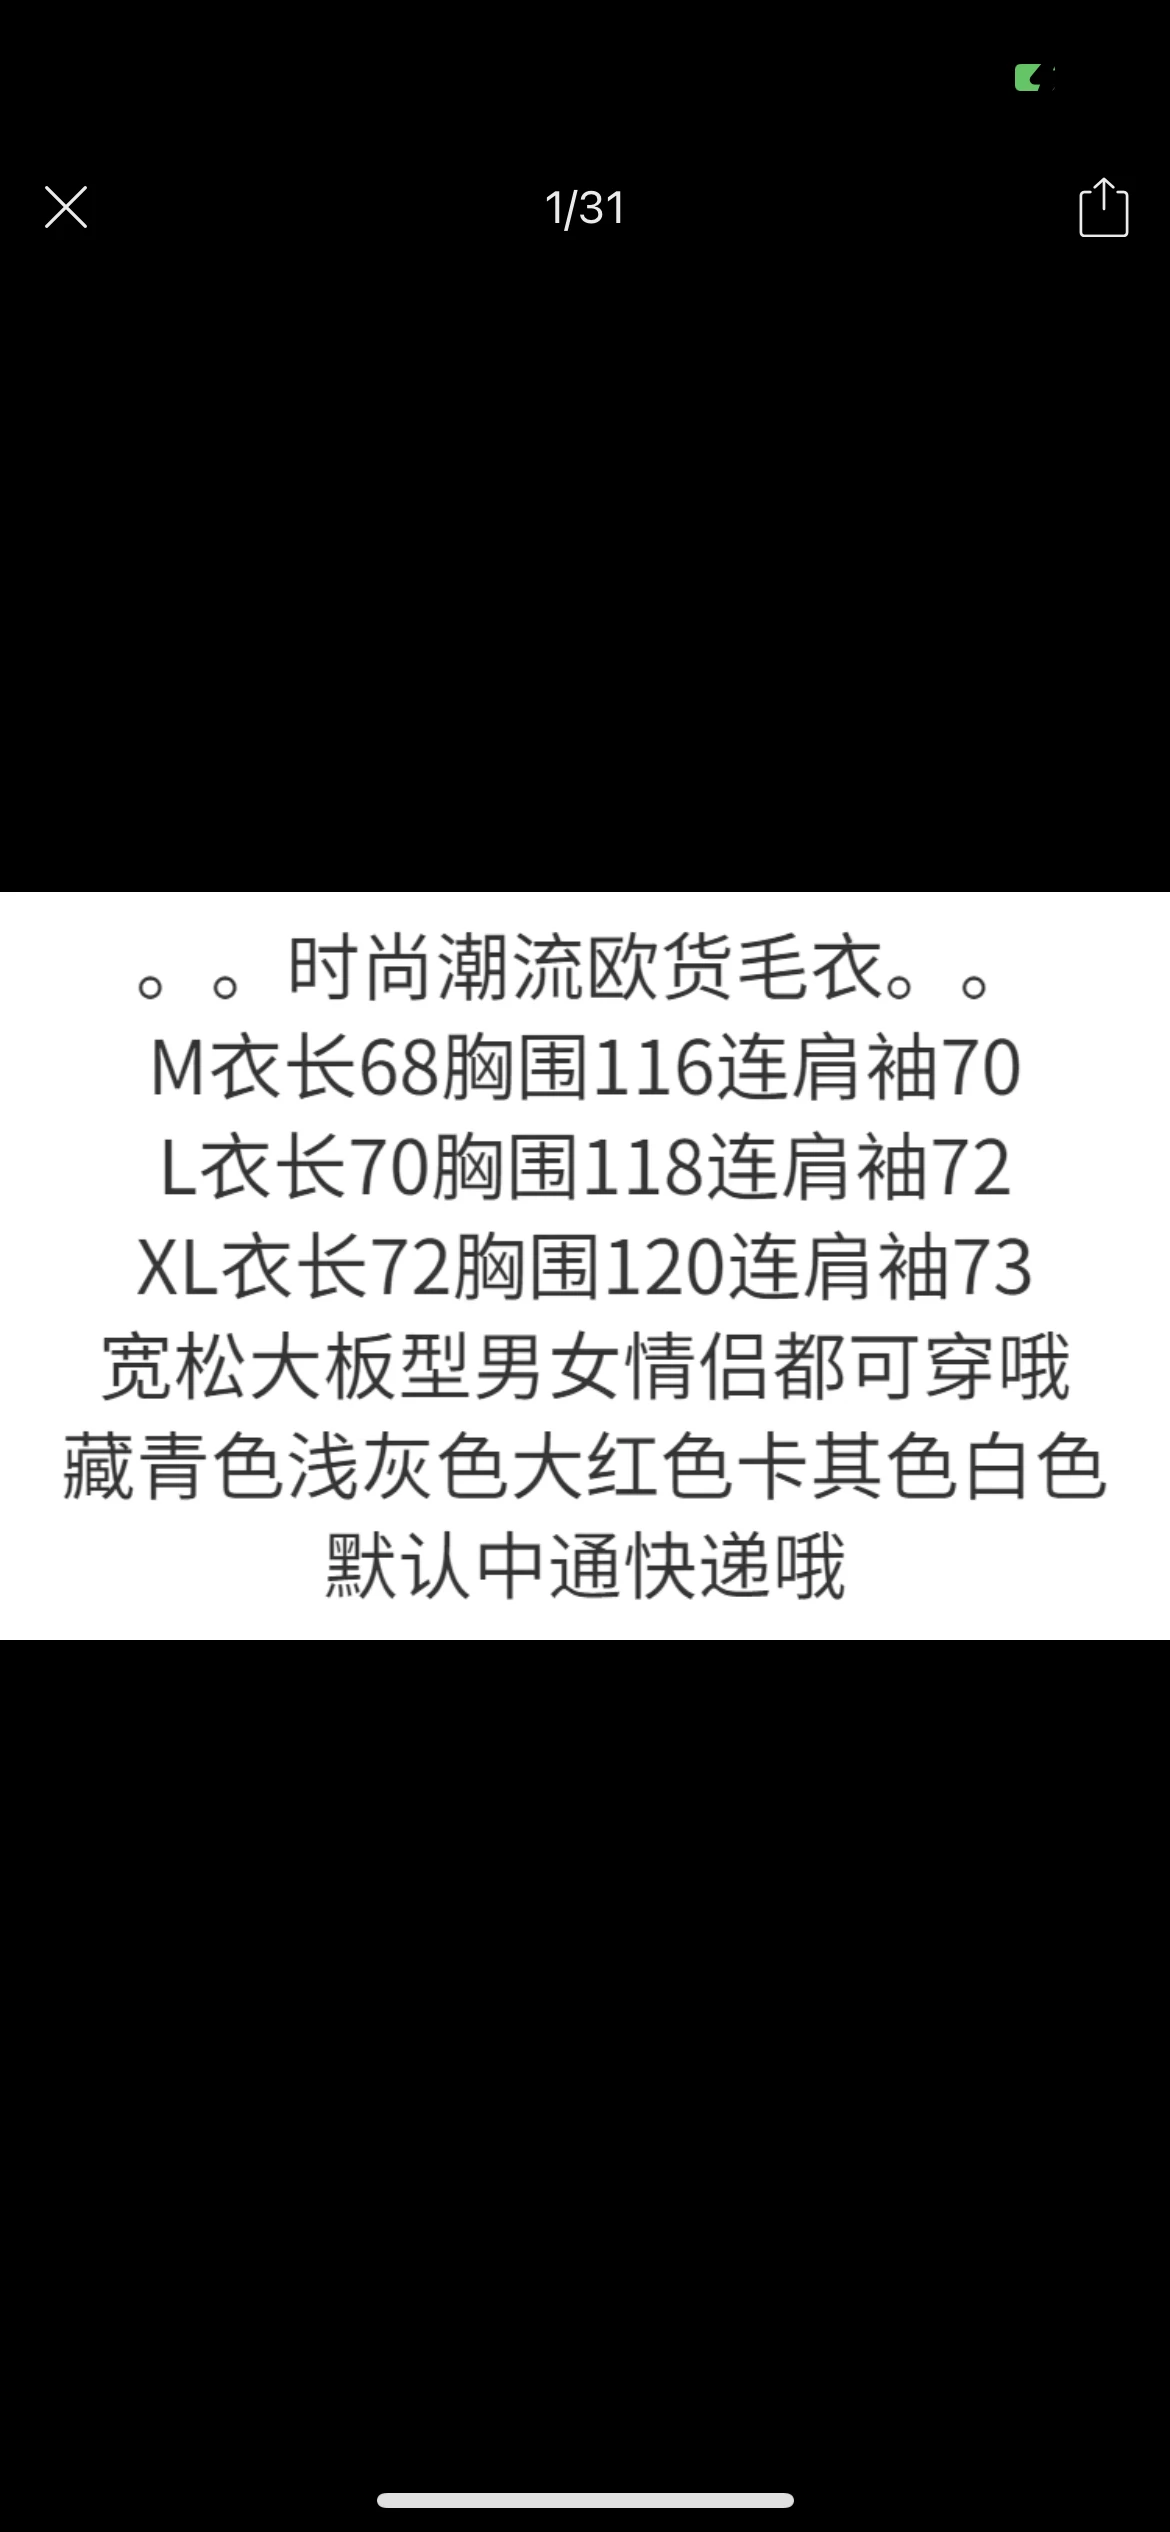 1/31
。。时尚潮流欧货毛衣。。
M衣长68胸围116连肩袖70
L衣长70胸围118连肩袖72
XL衣长72胸围120连肩袖73
宽松大板型男女情侣都可穿哦
藏青色浅灰色大红色卡其色白色
默认中通快递哦